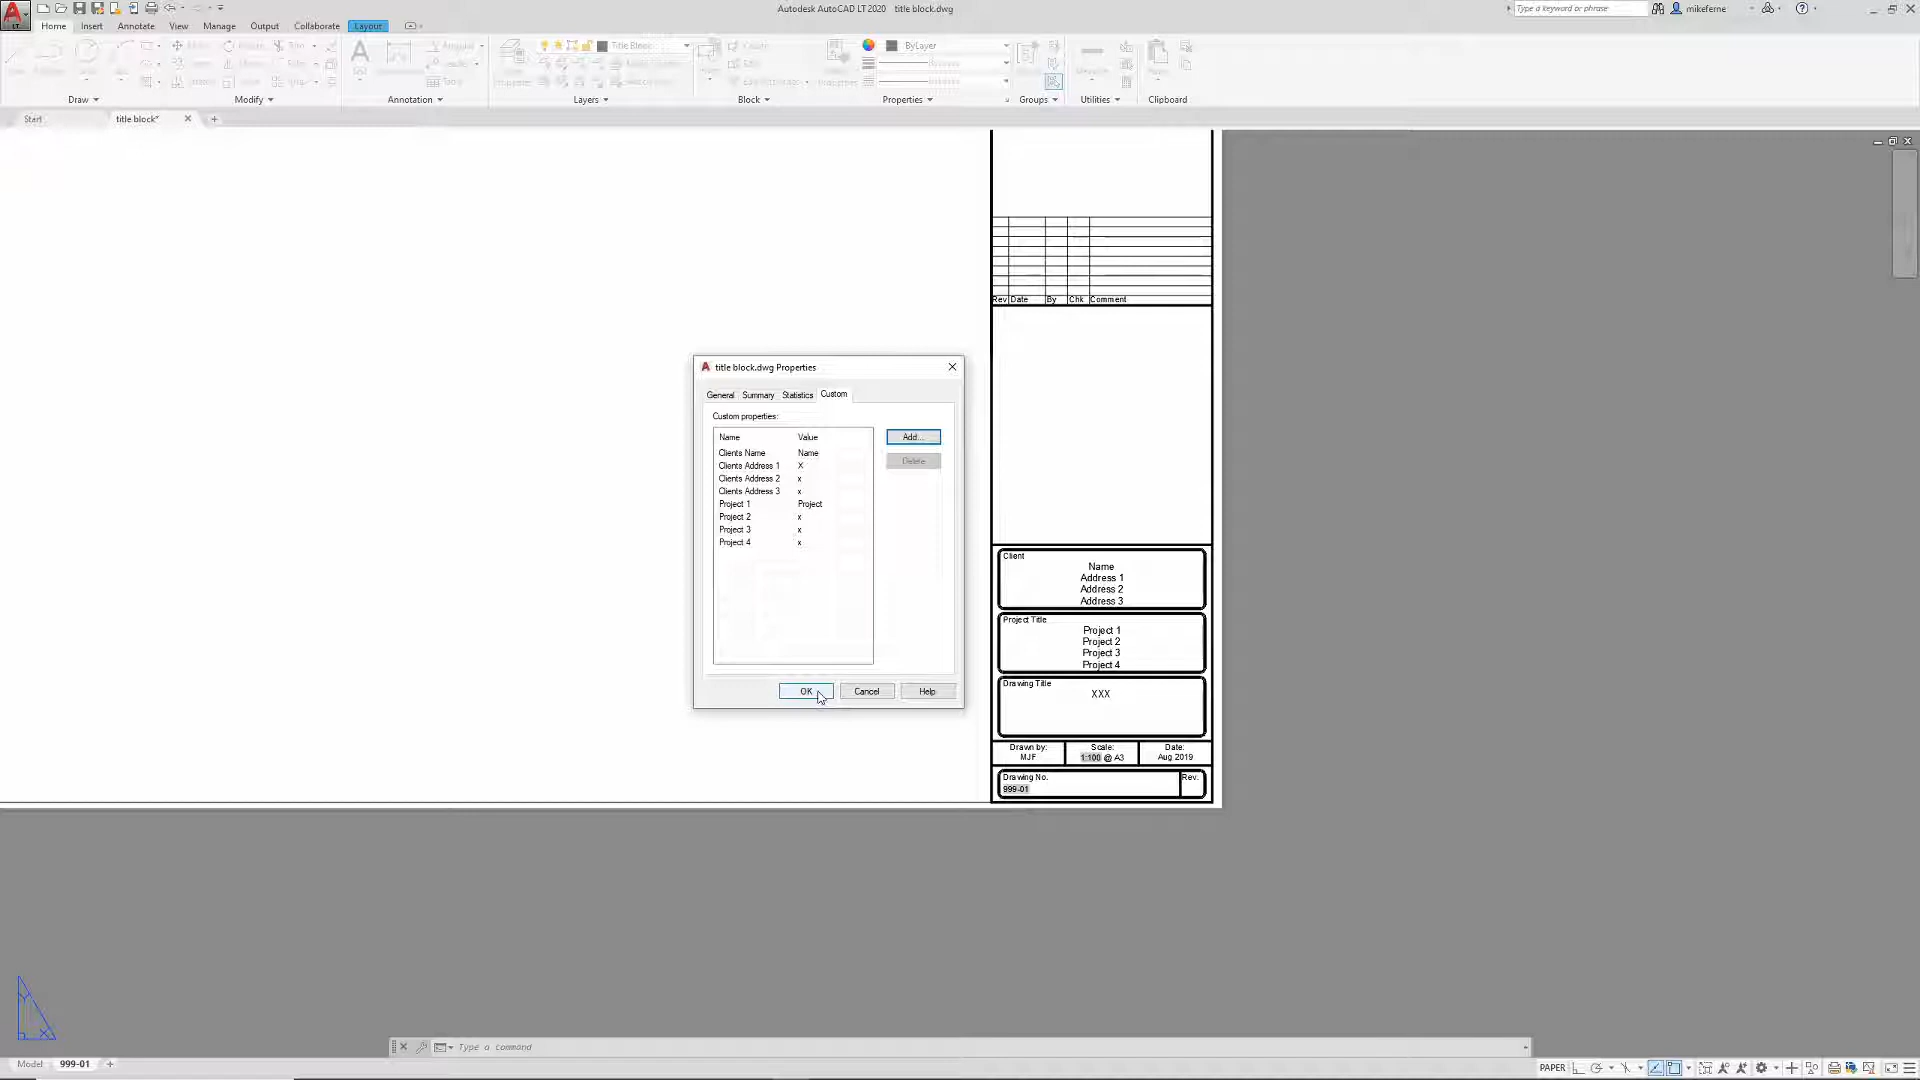 Autodesk AutoCAD LT 2020 title block.dwg
Type a keyword or phrase
mikeferne
Home Insert Annotate View Manage Output Collaborate Layout
Title Block
ByLayer
Draw Modify Annotation Layers Block Properties Groups Utilities Clipboard
Start title block*
Rev Date By Chk Comment
title block.dwg Properties
General Summary Statistics Custom
Custom properties:
Name Value
Clients Name Name
Clients Address 1 X
Clients Address 2 x
Clients Address 3 x
Project 1 Project
Project 2 x
Project 3 x
Project 4 x
Add...
Delete
OK Cancel Help
Client
Name
Address 1
Address 2
Address 3
Project Title
Project 1
Project 2
Project 3
Project 4
Drawing Title
XXX
Drawn by: Scale: Date:
MJF 1:100 @ A3 Aug 2019
Drawing No. Rev.
999-01
Type a command
Model 999-01
PAPER